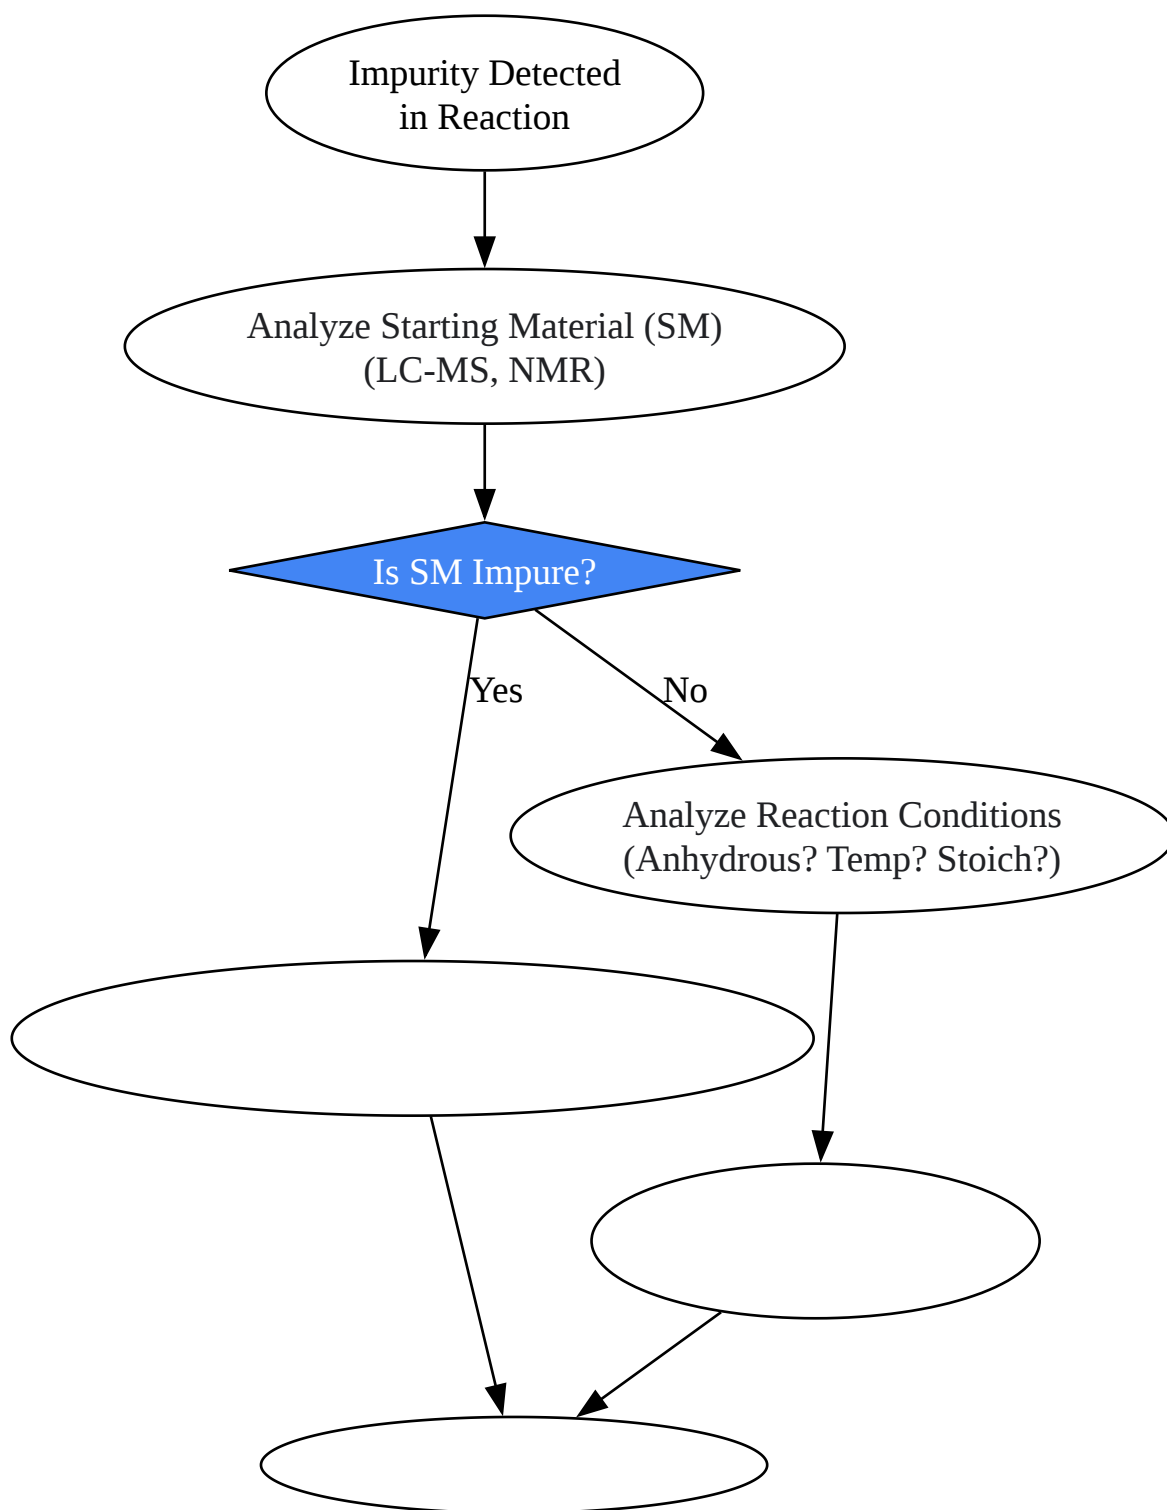 Impurity Detected
in Reaction
Analyze Starting Material (SM)
(LC-MS, NMR)
Is SM Impure?
Yes
No
Analyze Reaction Conditions
(Anhydrous? Temp? Stoich?)